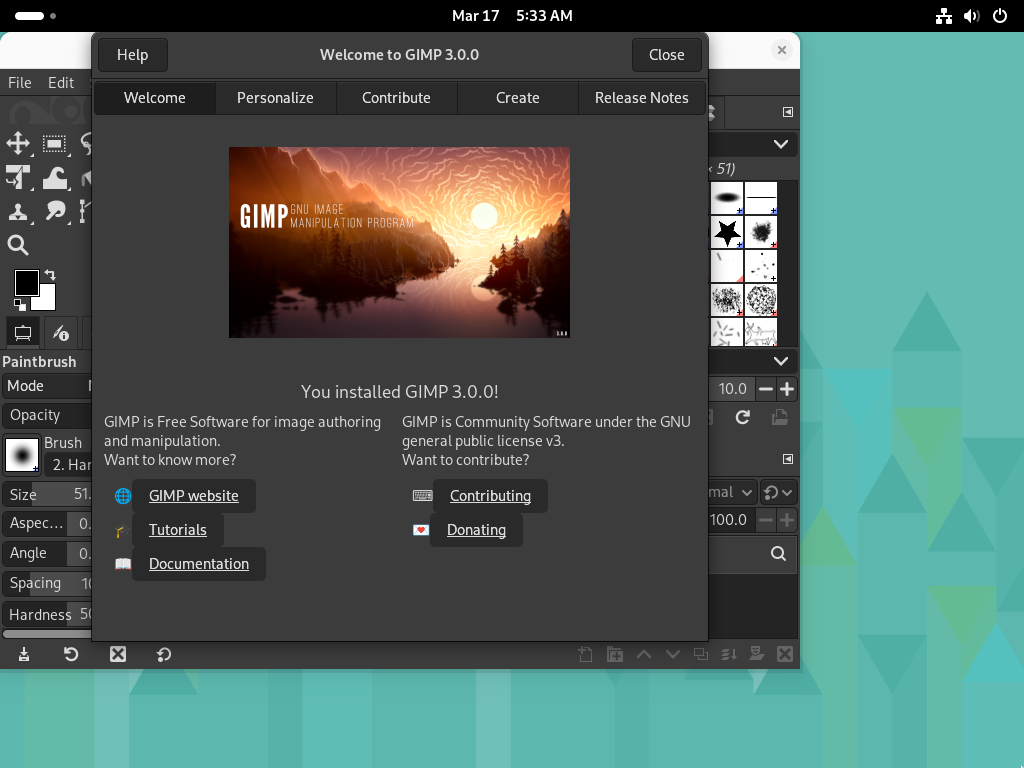 Mar 17 5:33 AM
Help
Welcome to GIMP 3.0.0
Close
File Edit
Welcome
Personalize
Contribute
Create
Release Notes
51)
GIMP GNU IMAGE
MANIPULATION PROGRAM
3.0.0
Paintbrush
Mode
Opacity
Brush
2. Har
Size 51.
Aspec... 0.
Angle 0.
Spacing 10
Hardness 50
You installed GIMP 3.0.0!
GIMP is Free Software for image authoring
and manipulation.
Want to know more?
GIMP website
Tutorials
Documentation
GIMP is Community Software under the GNU
general public license v3.
Want to contribute?
Contributing
Donating
10.0
mal
100.0